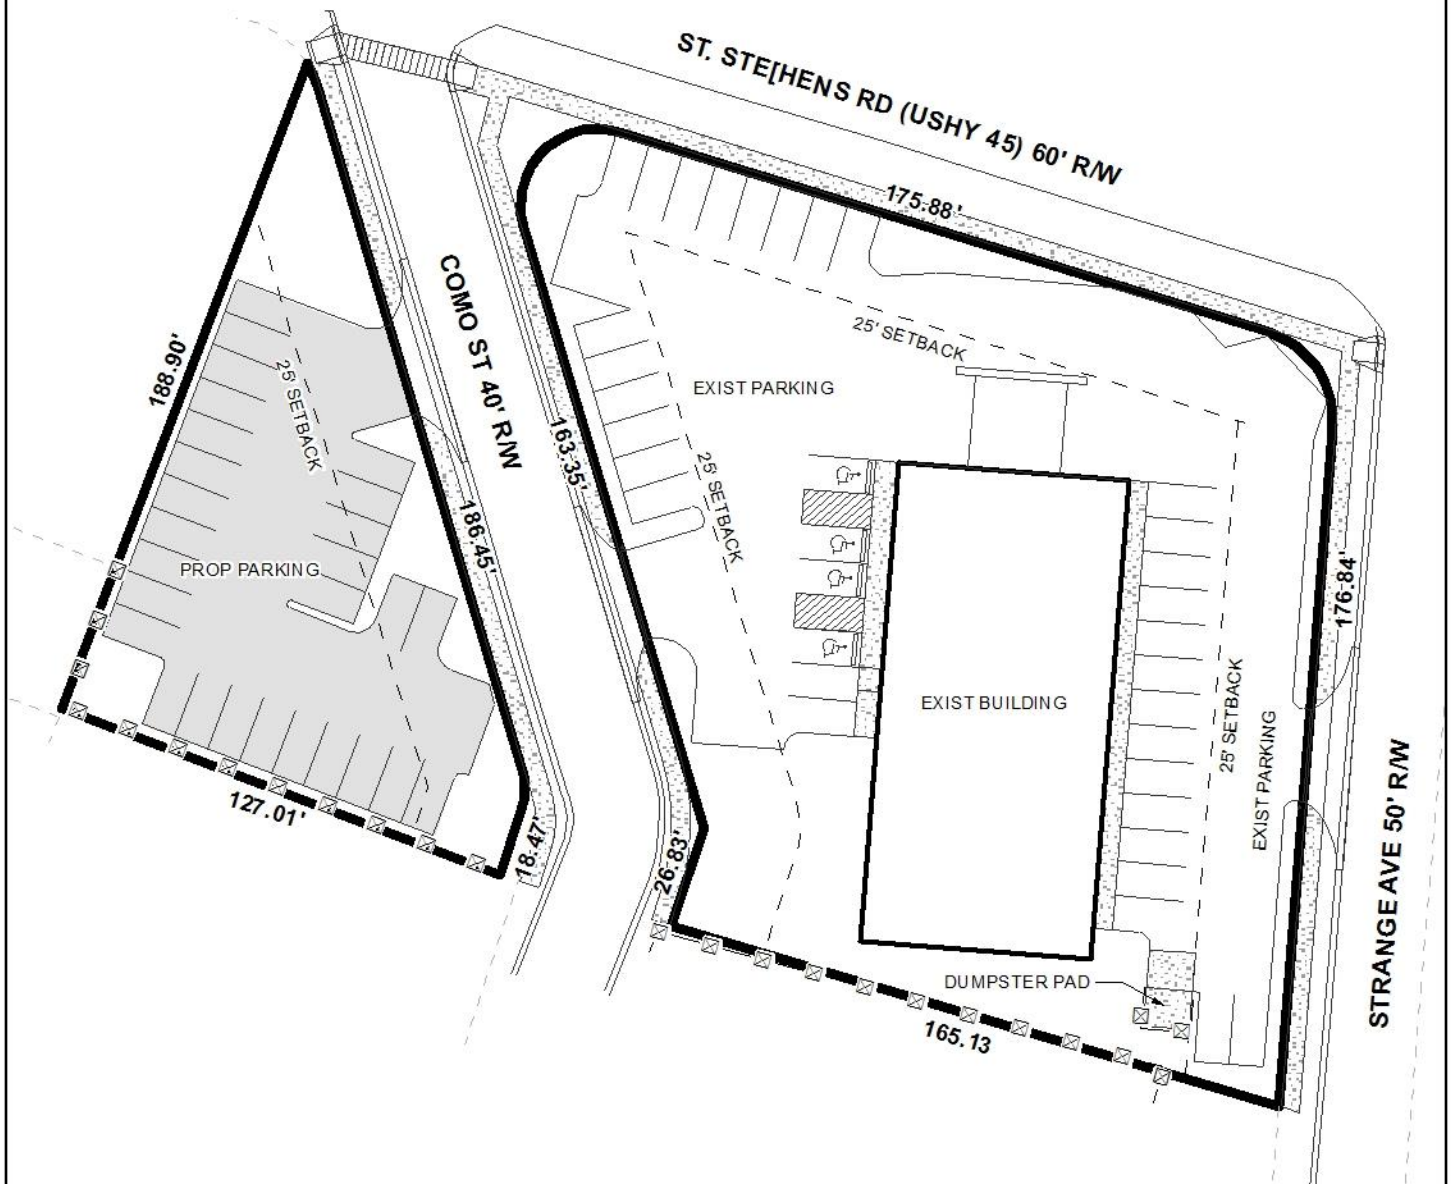 ST. STE[HENS RD (USHY 45) 60' R/W
175.88'
COMO ST 40' R/W
25' SETBACK
188.90'
25' SETBACK
EXIST PARKING
163.35'
25' SETBACK
186.45'
PROP PARKING
176.84'
EXIST BUILDING
25' SETBACK
EXIST PARKING
127.01'
18.47'
26.83'
STRANGE AVE 50' R/W
DUMPSTER PAD
165.13